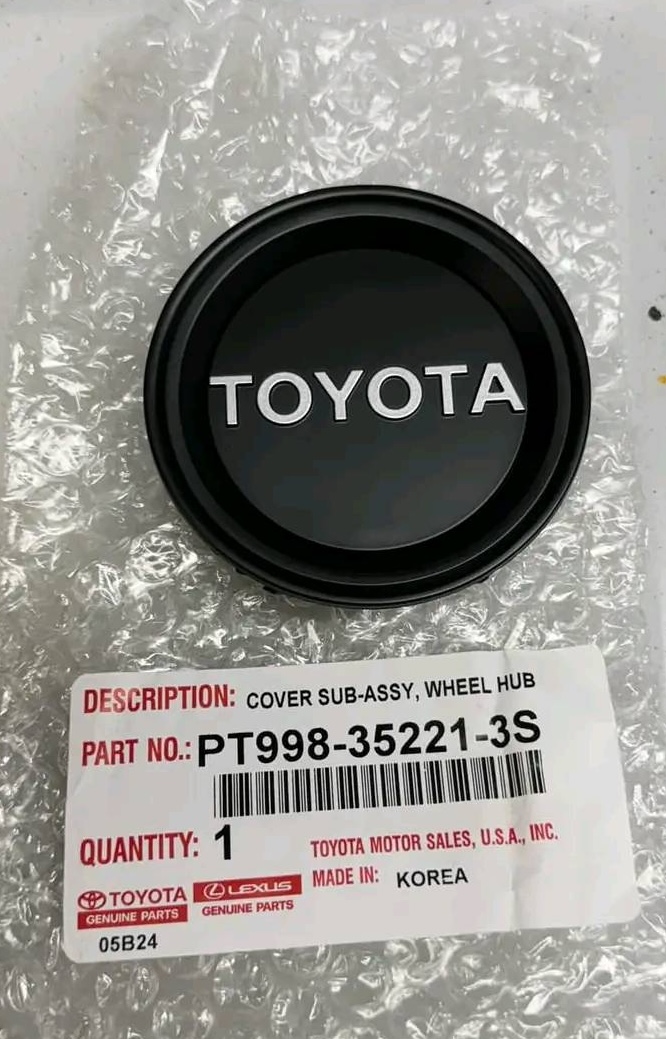 TOYOTA
DESCRIPTION: COVER SUB-ASSY, WHEEL HUB
PART NO.: PT998-35221-3S
QUANTITY: 1
TOYOTA MOTOR SALES, U.S.A., INC.
MADE IN: KOREA
TOYOTA
GENUINE PARTS
LEXUS
GENUINE PARTS
05B24